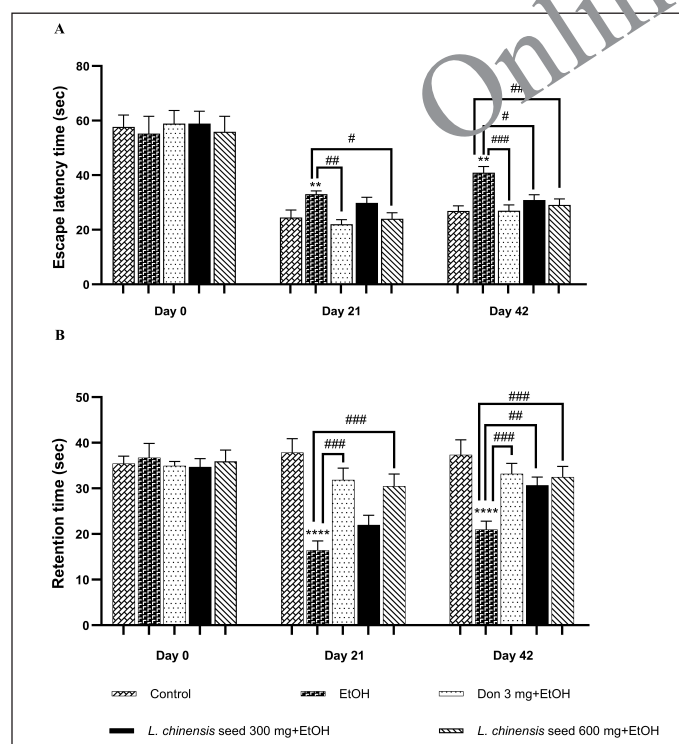 Onlin
A
80
60
40
20
0
Escape latency time (sec)
##
#
###
**
#
##
**
Day 0 Day 21 Day 42
B
50
40
30
20
10
0
Retention time (sec)
###
##
###
****
###
###
****
Day 0 Day 21 Day 42
Control EtOH Don 3 mg+EtOH
L. chinensis seed 300 mg+EtOH L. chinensis seed 600 mg+EtOH